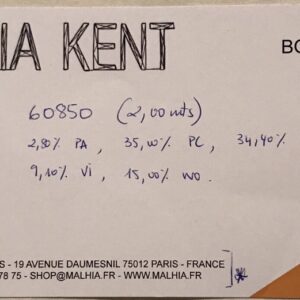 IA KENT
BO
60850 (2,00 mts)
2,80% PA, 35,00% PC, 34,40%
9,10% Vi, 15,00% WO.
S - 19 AVENUE DAUMESNIL 75012 PARIS - FRANCE
78 75 - SHOP@MALHIA.FR - WWW.MALHIA.FR